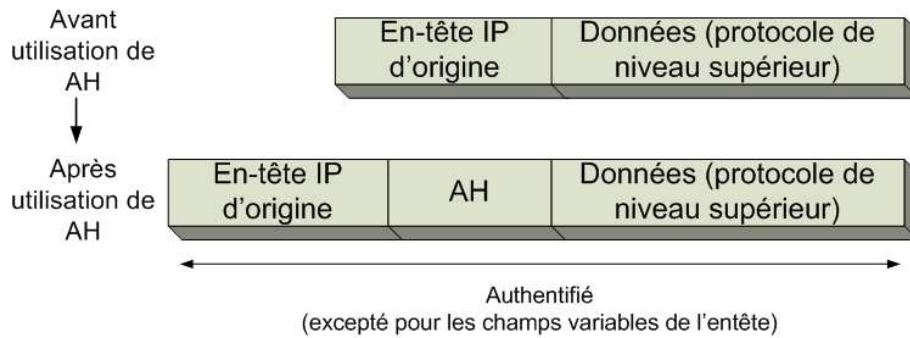 Avant
utilisation de
AH
En-tête IP
d'origine
Données (protocole de
niveau supérieur)
Après
utilisation de
AH
En-tête IP
d'origine
AH
Données (protocole de
niveau supérieur)
Authentifié
(excepté pour les champs variables de l'entête)